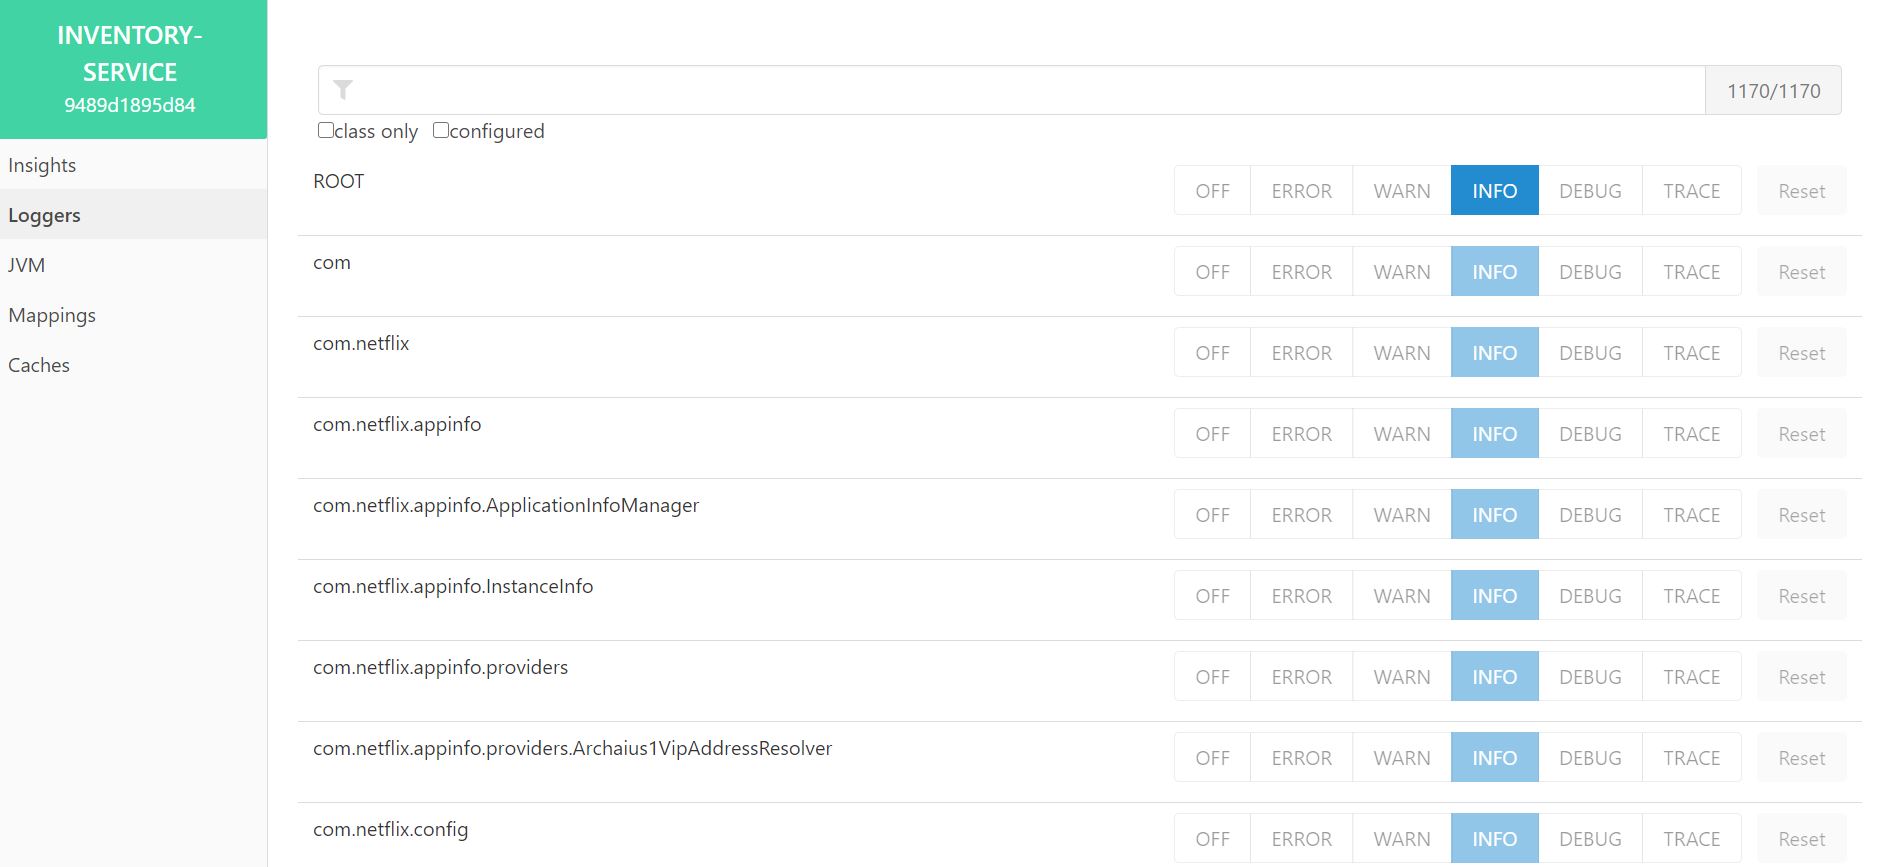 INVENTORY-
SERVICE
9489d1895d84
Insights
Loggers
JVM
Mappings
Caches
1170/1170
class only configured
ROOT OFF ERROR WARN INFO DEBUG TRACE Reset
com OFF ERROR WARN INFO DEBUG TRACE Reset
com.netflix OFF ERROR WARN INFO DEBUG TRACE Reset
com.netflix.appinfo OFF ERROR WARN INFO DEBUG TRACE Reset
com.netflix.appinfo.ApplicationInfoManager OFF ERROR WARN INFO DEBUG TRACE Reset
com.netflix.appinfo.InstanceInfo OFF ERROR WARN INFO DEBUG TRACE Reset
com.netflix.appinfo.providers OFF ERROR WARN INFO DEBUG TRACE Reset
com.netflix.appinfo.providers.Archaius1VipAddressResolver OFF ERROR WARN INFO DEBUG TRACE Reset
com.netflix.config OFF ERROR WARN INFO DEBUG TRACE Reset